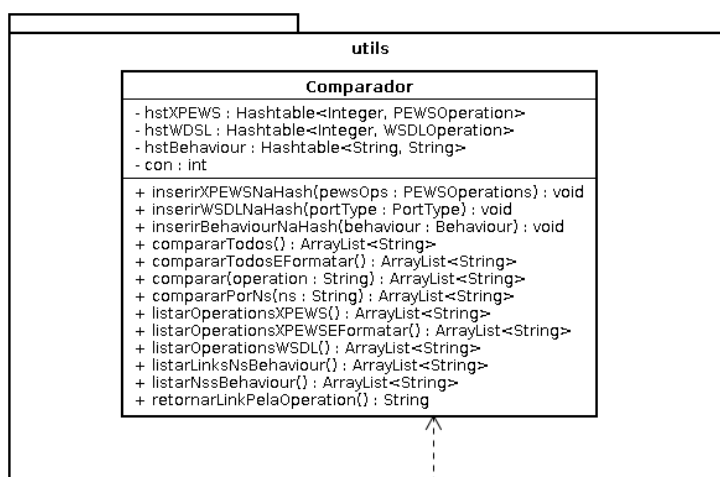 utils
Comparador
- hstXPEWS : Hashtable<Integer, PEWSOperation>
- hstWDSL : Hashtable<Integer, WSDLOperation>
- hstBehaviour : Hashtable<String, String>
- con : int
+ inserirXPEWSNaHash(pewsOps : PEWSOperations) : void
+ inserirWSDLNaHash(portType : PortType) : void
+ inserirBehaviourNaHash(behaviour : Behaviour) : void
+ compararTodos() : ArrayList<String>
+ compararTodosEFormatar() : ArrayList<String>
+ comparar(operation : String) : ArrayList<String>
+ compararPorNs(ns : String) : ArrayList<String>
+ listarOperationsXPEWS() : ArrayList<String>
+ listarOperationsXPEWSEFormatar() : ArrayList<String>
+ listarOperationsWSDL() : ArrayList<String>
+ listarLinksNsBehaviour() : ArrayList<String>
+ listarNssBehaviour() : ArrayList<String>
+ retornarLinkPelaOperation() : String